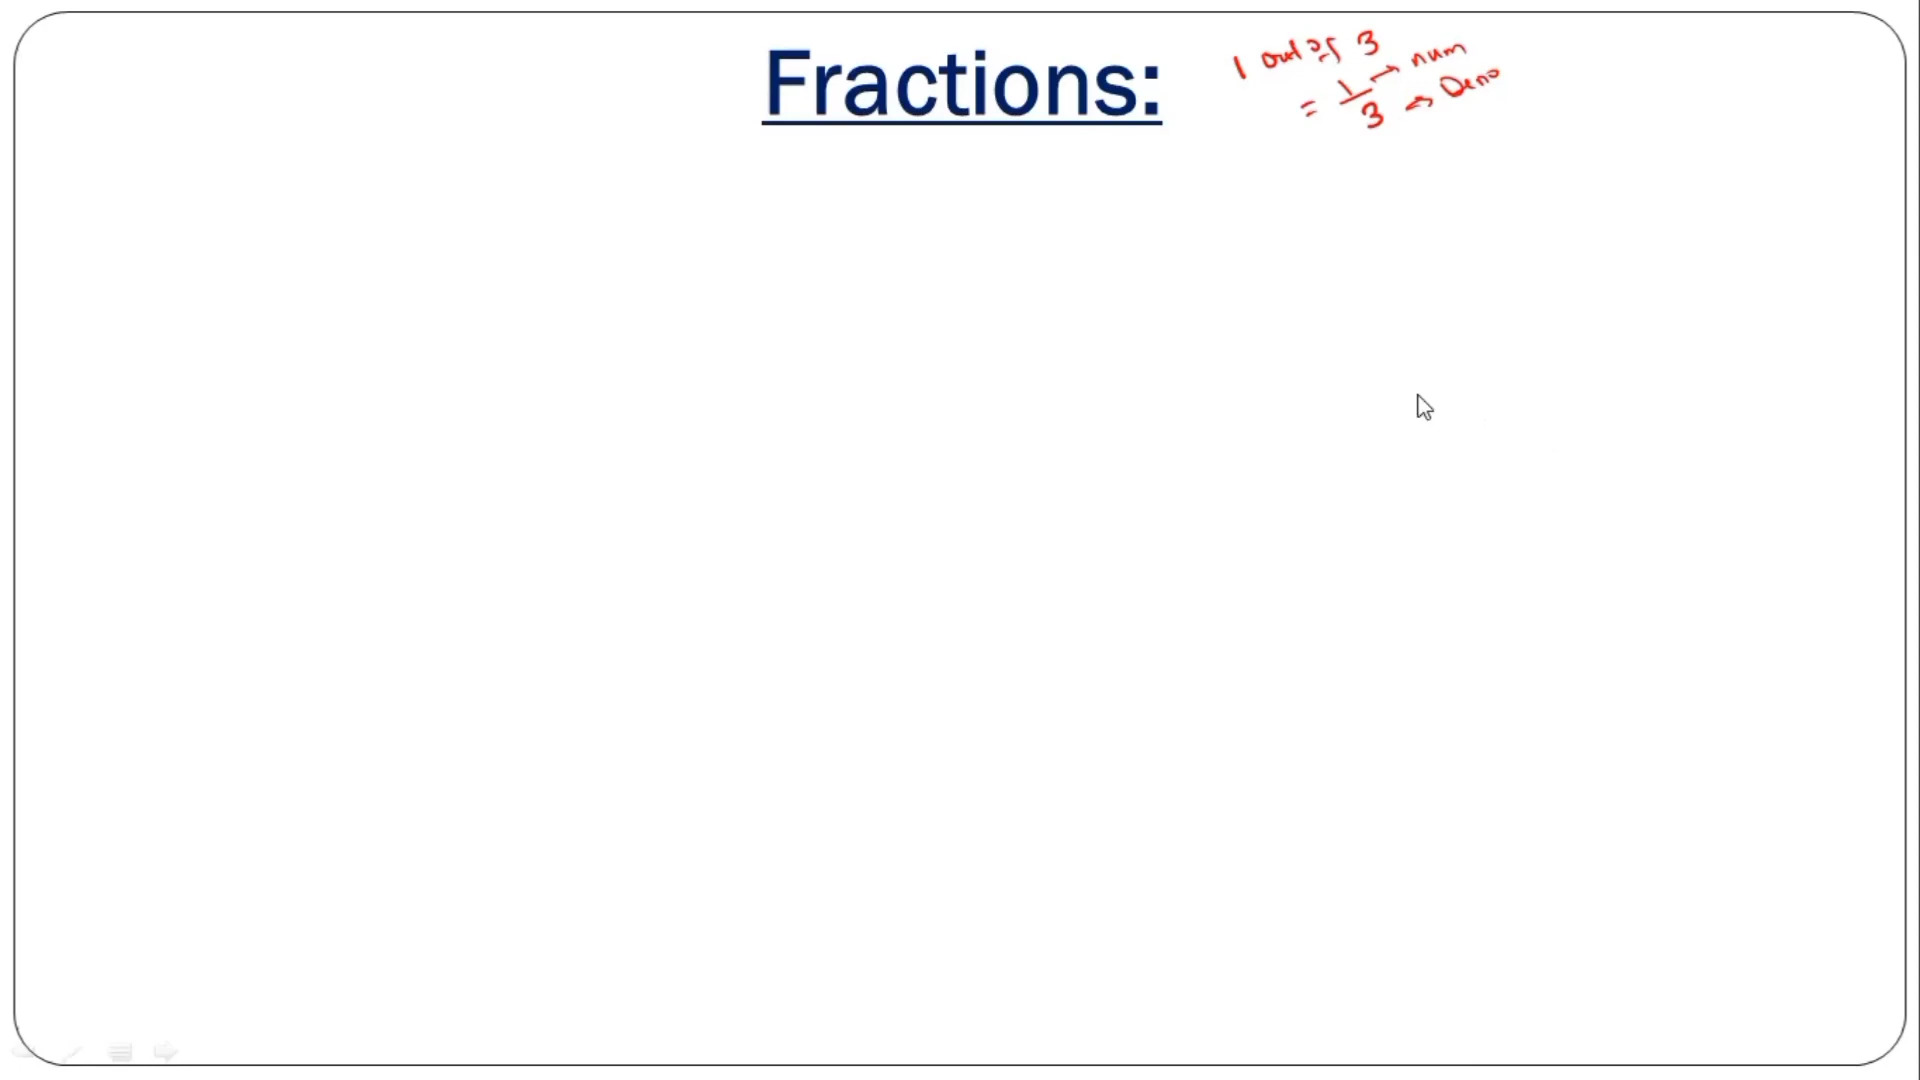 Fractions:
1 out of 3
= 1/3 → num
↔ Deno